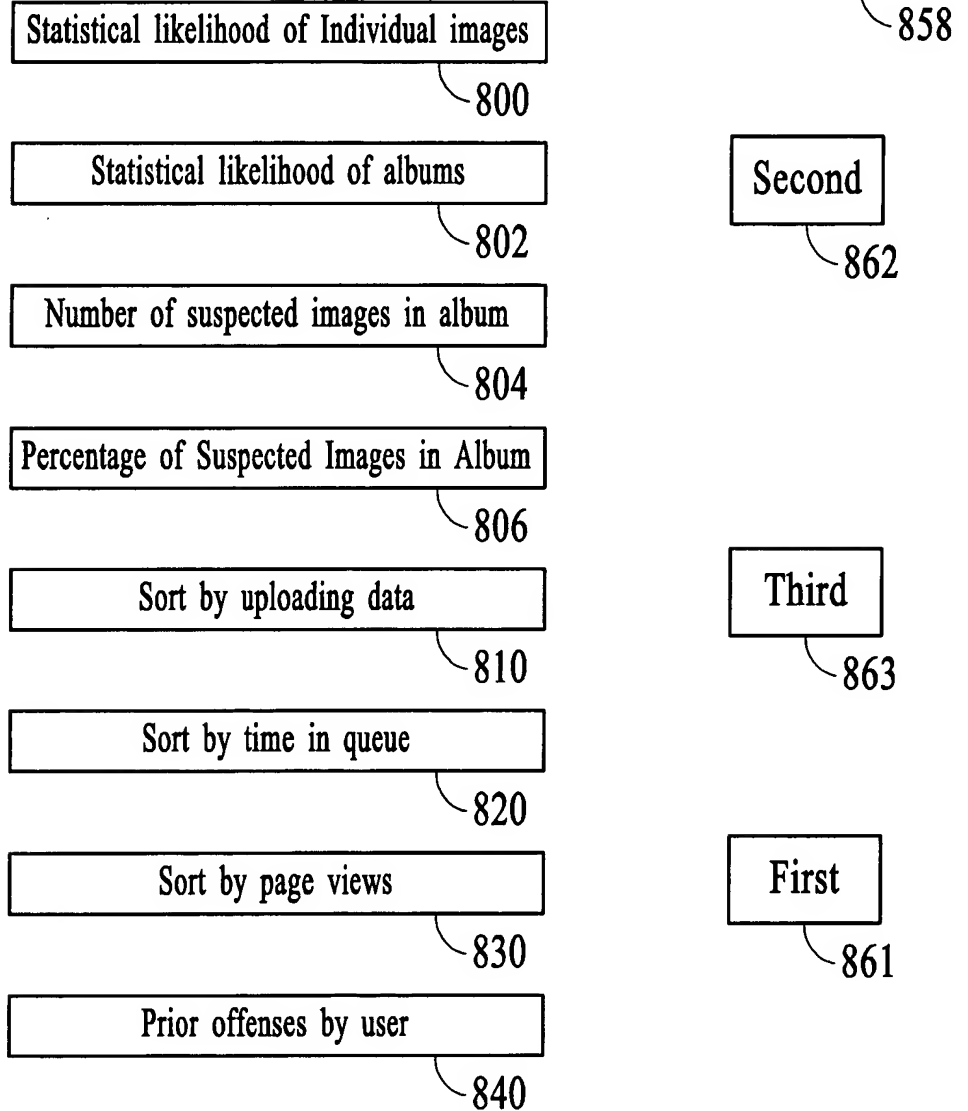 Statistical likelihood of Individual images
858
800
Statistical likelihood of albums
Second
802
862
Number of suspected images in album
804
Percentage of Suspected Images in Album
806
Sort by uploading data
Third
810
863
Sort by time in queue
820
Sort by page views
First
830
861
Prior offenses by user
840